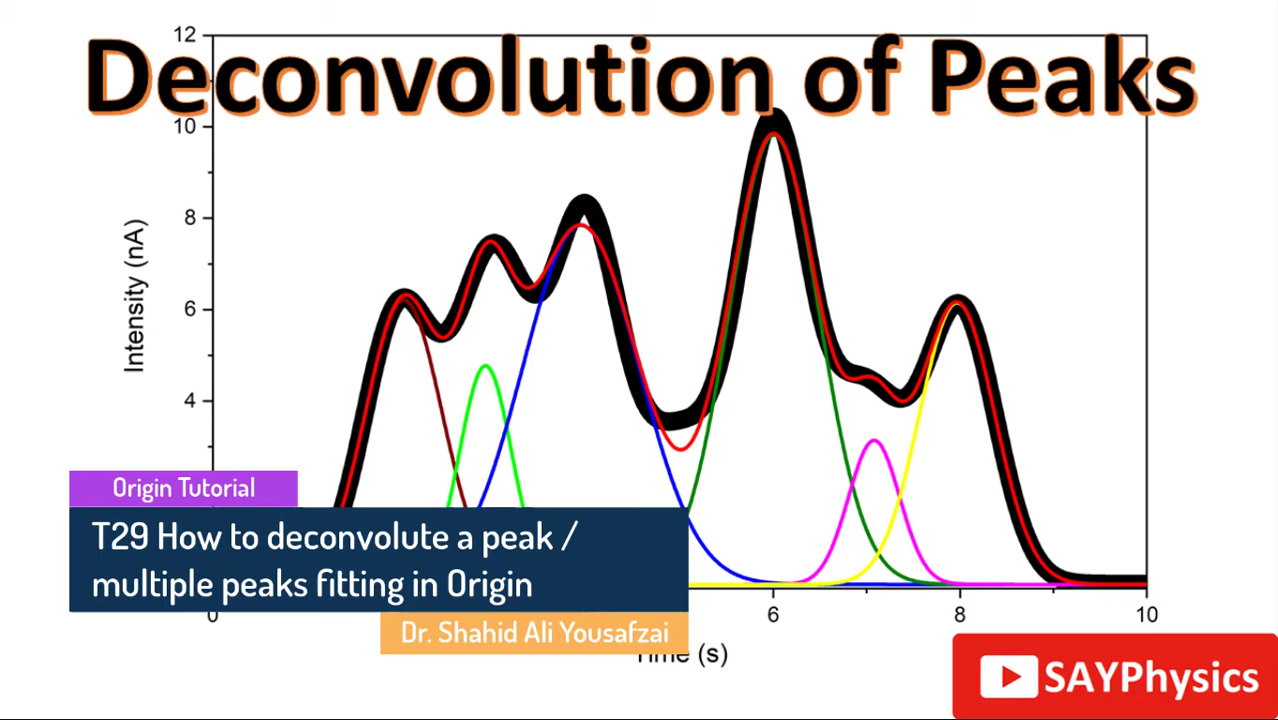 Deconvolution of Peaks
12
10
8
6
4
Intensity (nA)
Origin Tutorial
T29 How to deconvolute a peak /
multiple peaks fitting in Origin
Dr. Shahid Ali Yousafzai
0
6
8
10
Time (s)
SAYPhysics